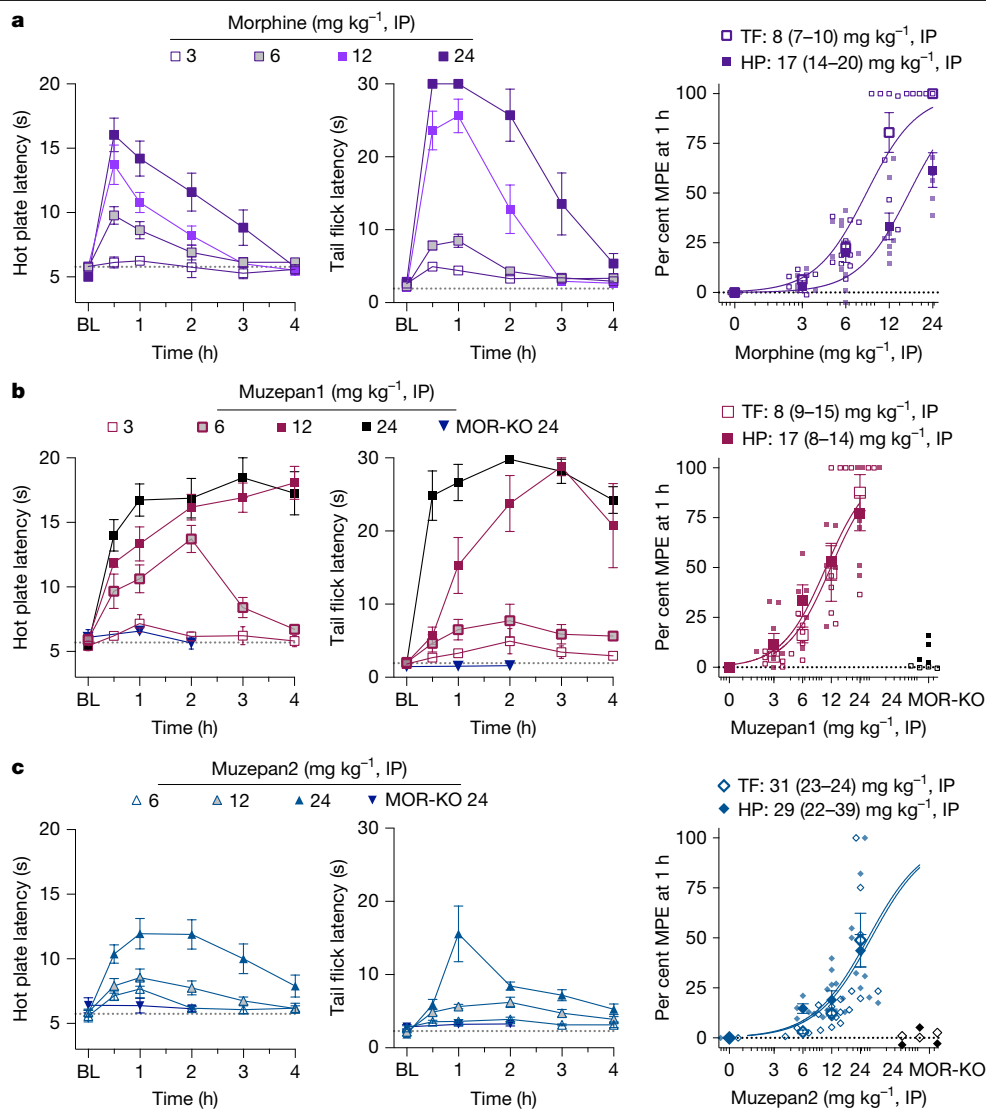 a
Morphine (mg kg⁻¹, IP)
3 6 12 24
Hot plate latency (s)
20
15
10
5
BL 1 2 3 4
Time (h)
Tail flick latency (s)
30
20
10
0
BL 1 2 3 4
Time (h)
TF: 8 (7–10) mg kg⁻¹, IP
HP: 17 (14–20) mg kg⁻¹, IP
Per cent MPE at 1 h
100
75
50
25
0
0 3 6 12 24
Morphine (mg kg⁻¹, IP)
b
Muzepan1 (mg kg⁻¹, IP)
3 6 12 24 MOR-KO 24
Hot plate latency (s)
20
15
10
5
BL 1 2 3 4
Time (h)
Tail flick latency (s)
30
20
10
0
BL 1 2 3 4
Time (h)
TF: 8 (9–15) mg kg⁻¹, IP
HP: 17 (8–14) mg kg⁻¹, IP
Per cent MPE at 1 h
100
75
50
25
0
0 3 6 12 24 24 MOR-KO
Muzepan1 (mg kg⁻¹, IP)
c
Muzepan2 (mg kg⁻¹, IP)
6 12 24 MOR-KO 24
Hot plate latency (s)
20
15
10
5
BL 1 2 3 4
Time (h)
Tail flick latency (s)
30
20
10
0
BL 1 2 3 4
Time (h)
TF: 31 (23–24) mg kg⁻¹, IP
HP: 29 (22–39) mg kg⁻¹, IP
Per cent MPE at 1 h
100
75
50
25
0
0 3 6 12 24 24 MOR-KO
Muzepan2 (mg kg⁻¹, IP)